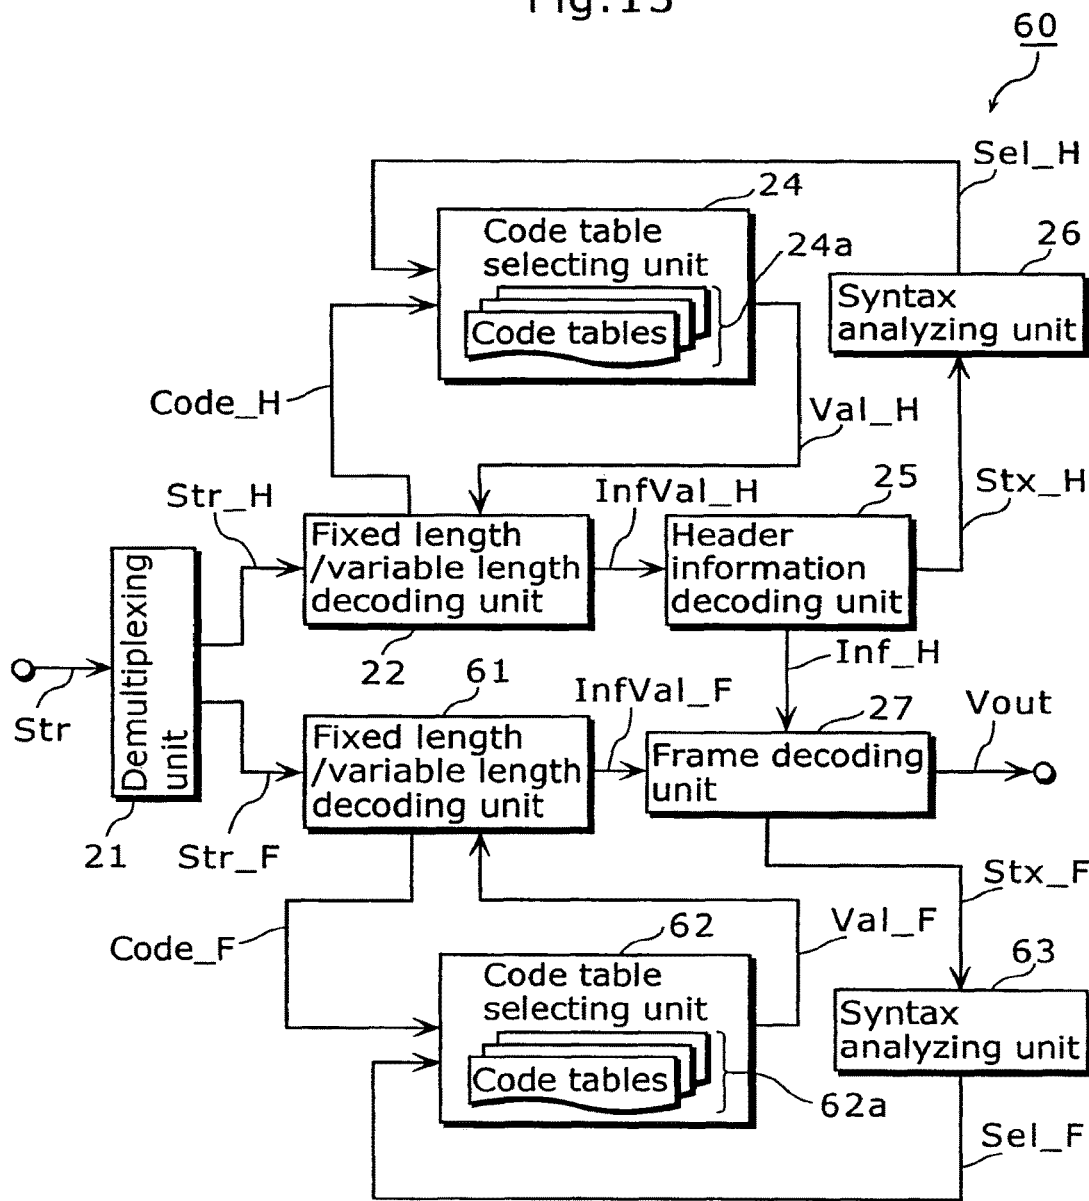 Fig.13
60
Sel_H
24
Code table
selecting unit
24a
26
Code tables
Syntax
analyzing unit
Code_H
Val_H
Str_H
InfVal_H
25
Stx_H
Fixed length
/variable length
decoding unit
Header
information
decoding unit
Demultiplexing
unit
22
61
Inf_H
Str
InfVal_F
27
Vout
Fixed length
/variable length
decoding unit
Frame decoding
unit
21
Str_F
Stx_F
Code_F
62
Val_F
63
Code table
selecting unit
Syntax
analyzing unit
Code tables
62a
Sel_F